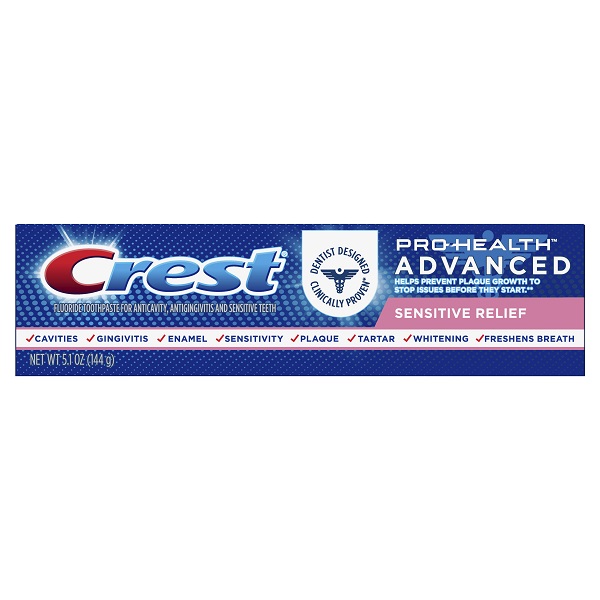 Crest
FLUORIDE TOOTHPASTE FOR ANTICAVITY, ANTIGINGIVITIS AND SENSITIVE TEETH
DENTIST DESIGNED
CLINICALLY PROVEN*
PRO-HEALTH™
ADVANCED
HELPS PREVENT PLAQUE GROWTH TO
STOP ISSUES BEFORE THEY START.**
SENSITIVE RELIEF
✓CAVITIES ✓GINGIVITIS ✓ENAMEL ✓SENSITIVITY ✓PLAQUE ✓TARTAR ✓WHITENING ✓FRESHENS BREATH
NET WT 5.1 OZ (144 g)